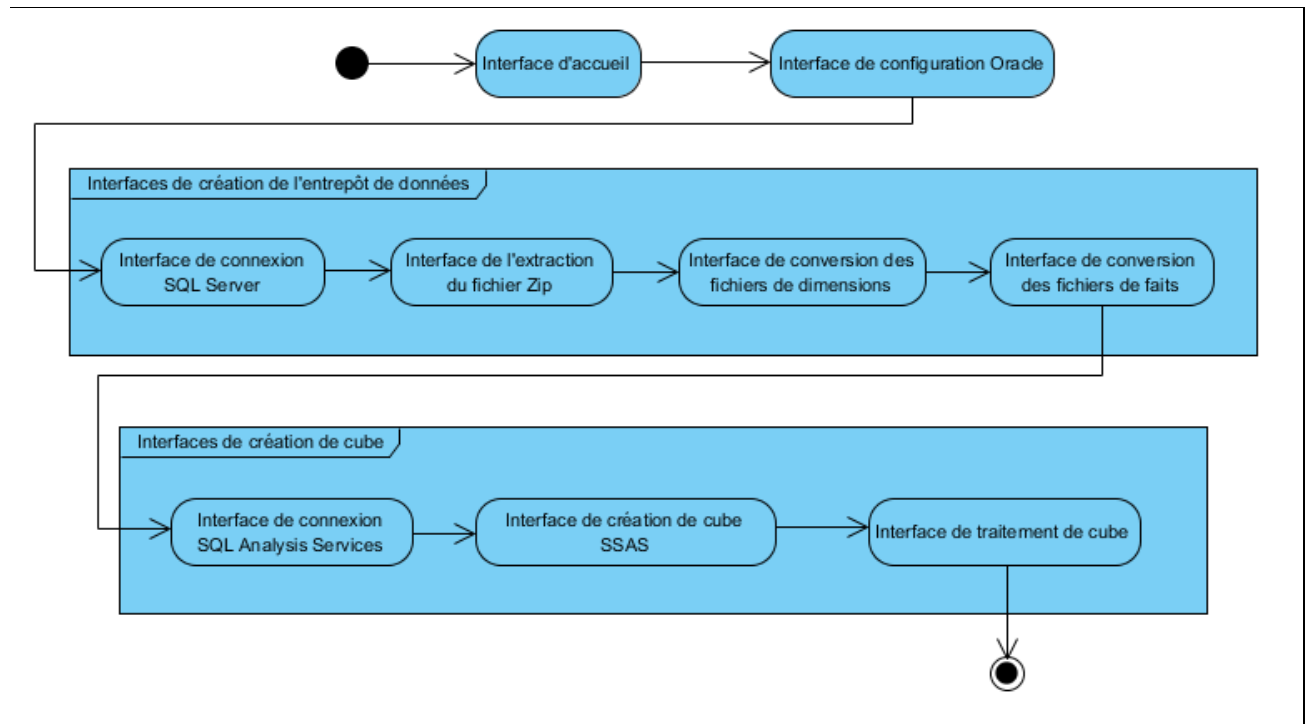 Interface d'accueil
Interface de configuration Oracle
Interfaces de création de l'entrepôt de données
Interface de connexion
SQL Server
Interface de l'extraction
du fichier Zip
Interface de conversion des
fichiers de dimensions
Interface de conversion
des fichiers de faits
Interfaces de création de cube
Interface de connexion
SQL Analysis Services
Interface de création de cube
SSAS
Interface de traitement de cube